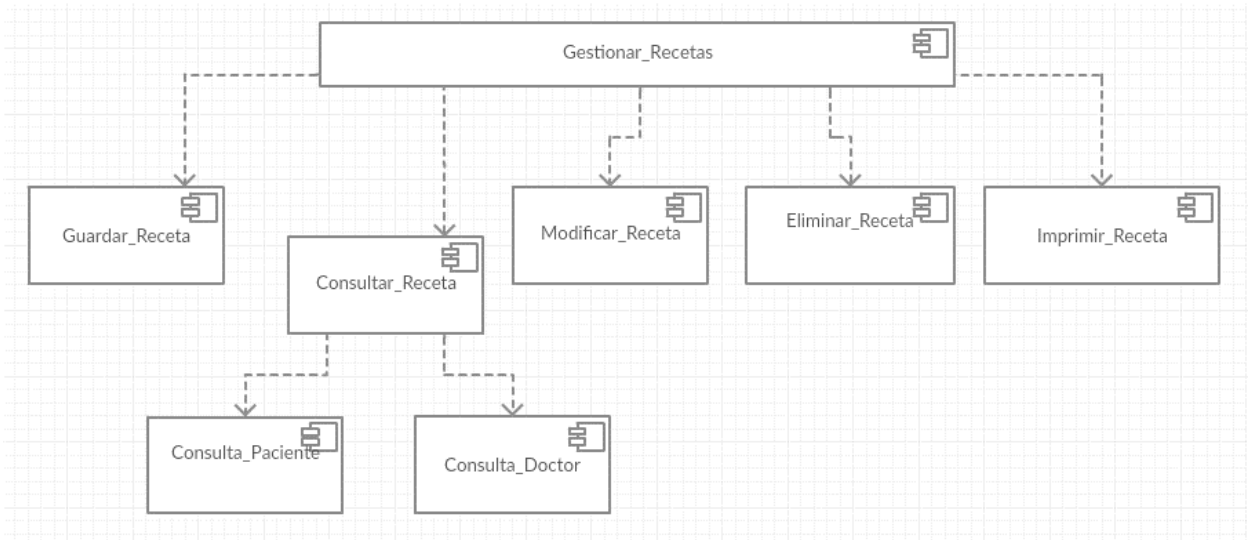 Gestionar_Recetas
Guardar_Receta
Consultar_Receta
Modificar_Receta
Eliminar_Receta
Imprimir_Receta
Consulta_Paciente
Consulta_Doctor